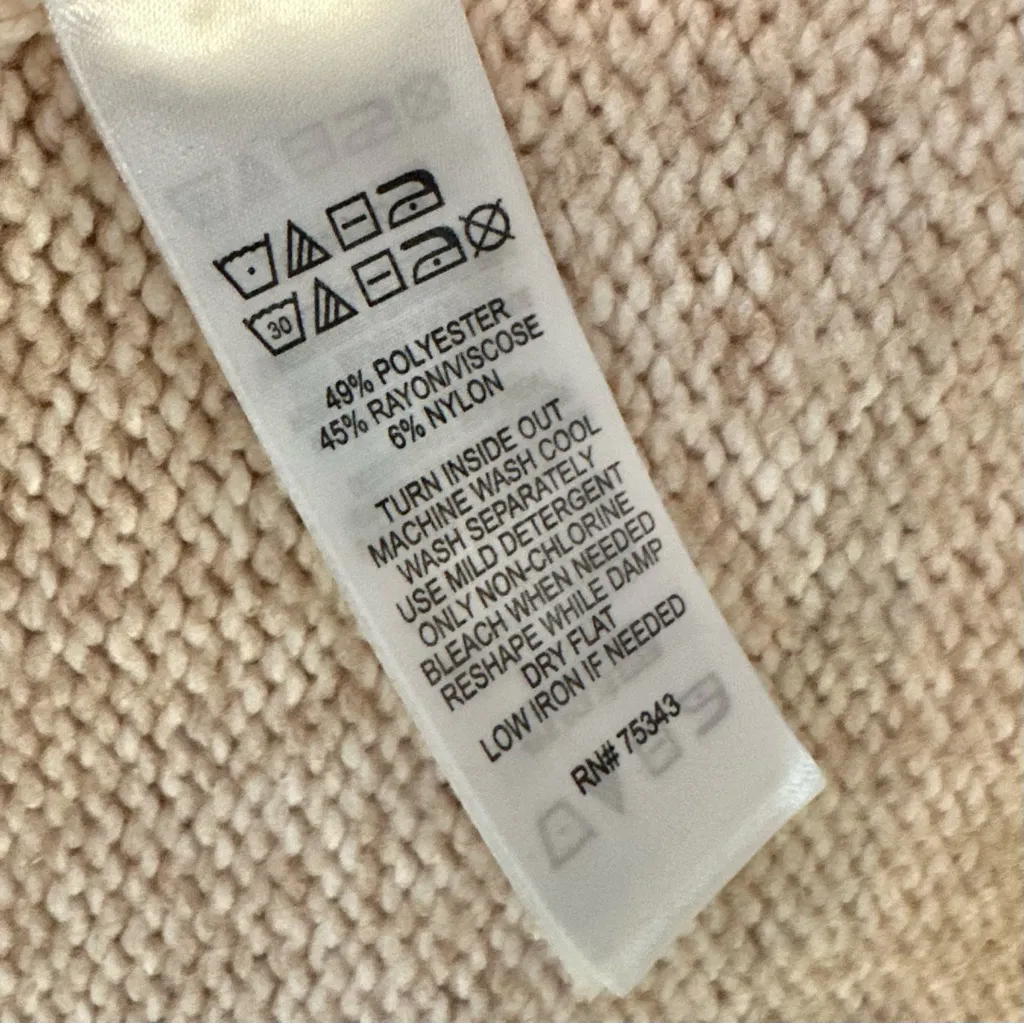 30
49% POLYESTER
45% RAYON/VISCOSE
6% NYLON
TURN INSIDE OUT
MACHINE WASH COOL
WASH SEPARATELY
USE MILD DETERGENT
ONLY NON-CHLORINE
BLEACH WHEN NEEDED
RESHAPE WHILE DAMP
DRY FLAT
LOW IRON IF NEEDED
RN# 75343